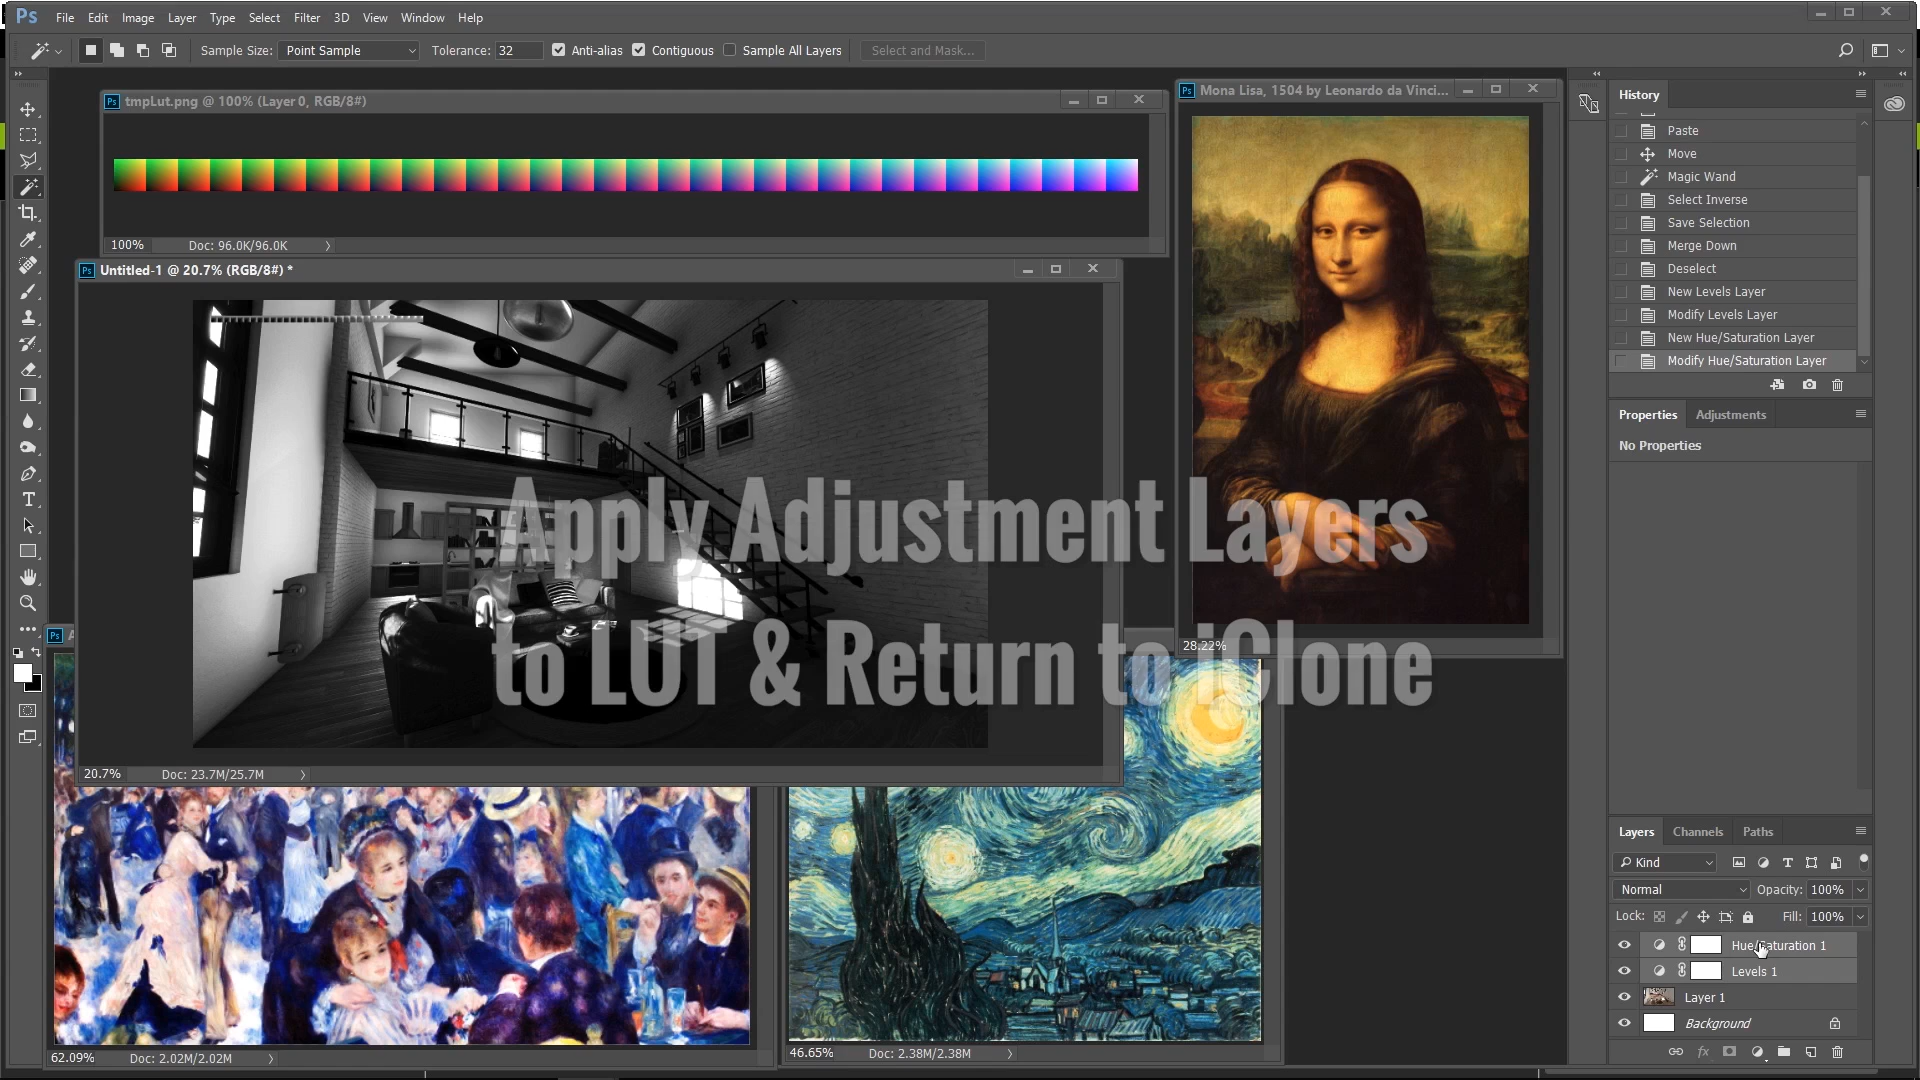 Ps File Edit Image Layer Type Select Filter 3D View Window Help
Sample Size: Point Sample Tolerance: 32 Anti-alias Contiguous Sample All Layers Select and Mask...
Ps tmpLut.png @ 100% (Layer 0, RGB/8#)
100% Doc: 96.0K/96.0K
Ps Mona Lisa, 1504 by Leonardo da Vinci...
28.22%
Ps Untitled-1 @ 20.7% (RGB/8#) *
20.7% Doc: 23.7M/25.7M
Apply Adjustment Layers
to LUT & Return to iClone
Ps
62.09% Doc: 2.02M/2.02M
46.65% Doc: 2.38M/2.38M
History
Paste
Move
Magic Wand
Select Inverse
Save Selection
Merge Down
Deselect
New Levels Layer
Modify Levels Layer
New Hue/Saturation Layer
Modify Hue/Saturation Layer
Properties Adjustments
No Properties
Layers Channels Paths
Kind
Normal Opacity: 100%
Lock: Fill: 100%
Hue/Saturation 1
Levels 1
Layer 1
Background
fx